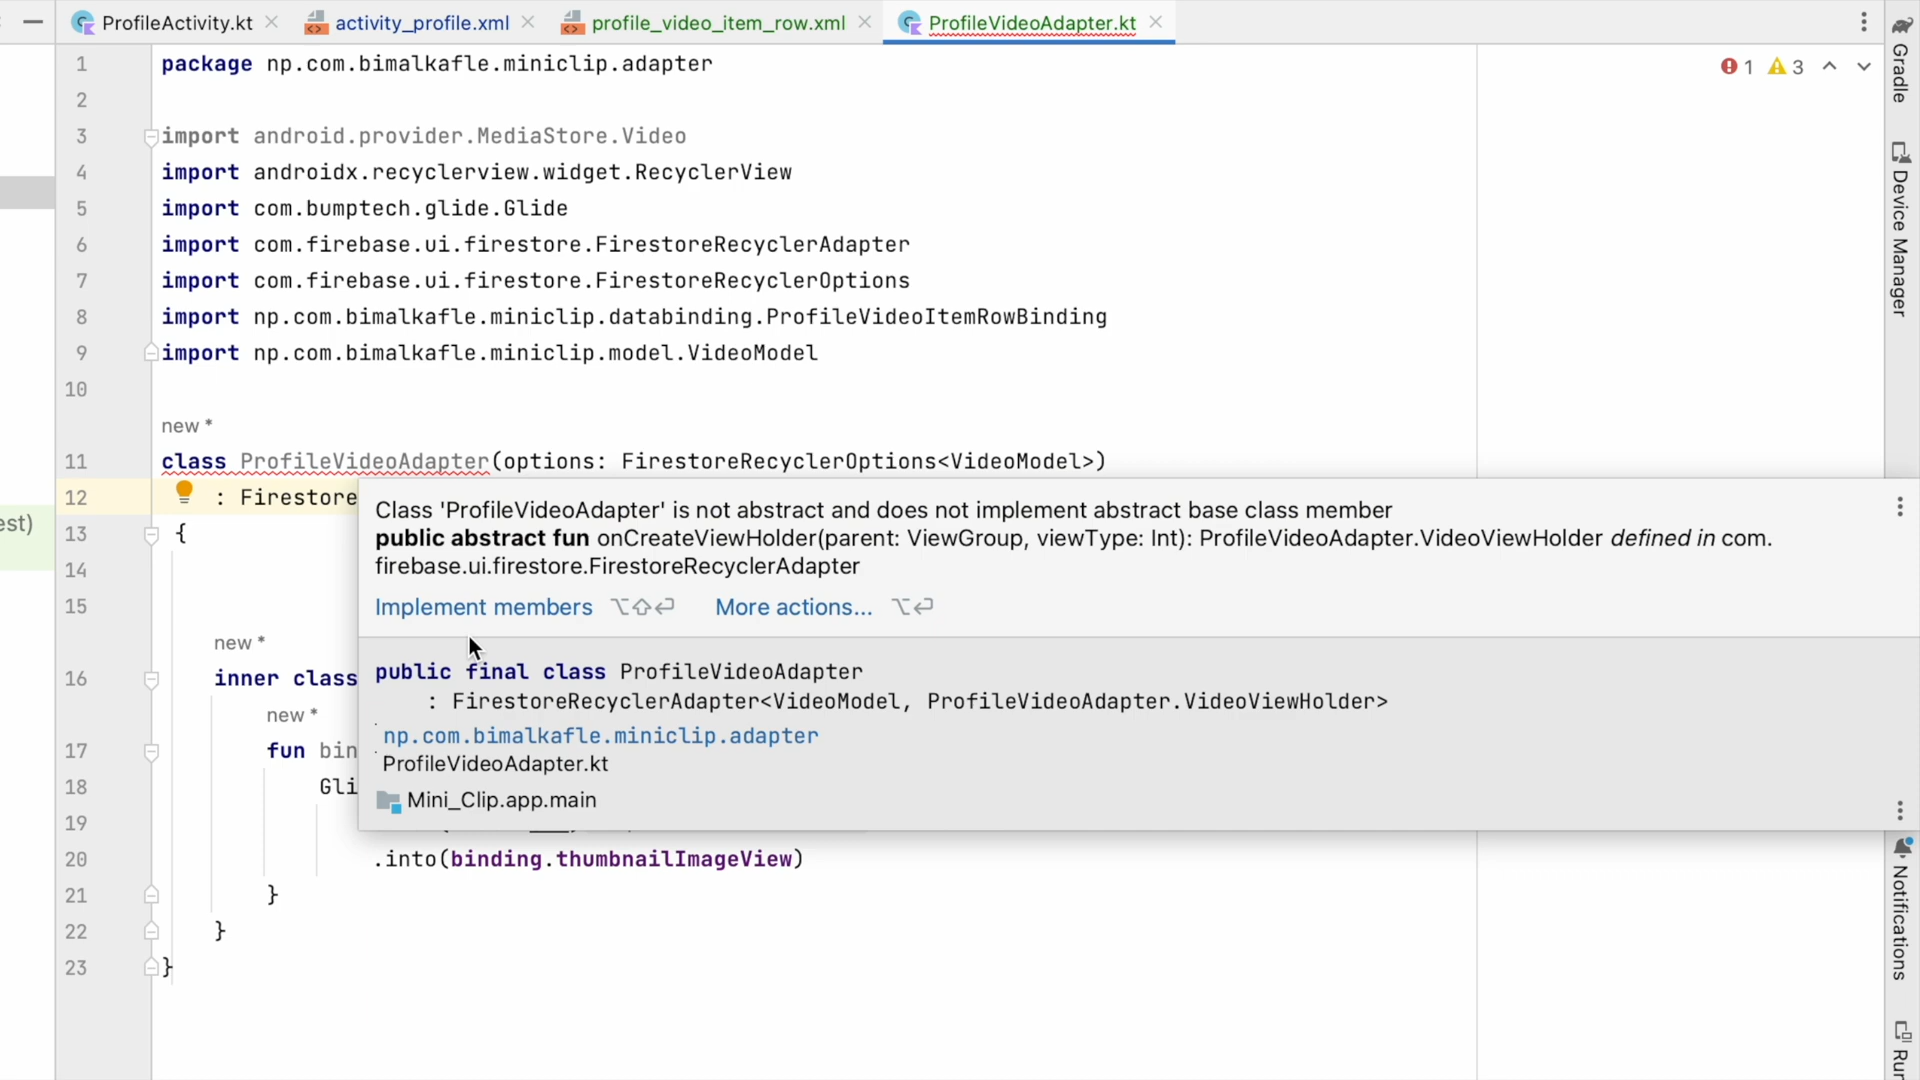 ProfileActivity.kt activity_profile.xml profile_video_item_row.xml ProfileVideoAdapter.kt
1 package np.com.bimalkafle.miniclip.adapter
1 3
2
3 import android.provider.MediaStore.Video
4 import androidx.recyclerview.widget.RecyclerView
5 import com.bumptech.glide.Glide
6 import com.firebase.ui.firestore.FirestoreRecyclerAdapter
7 import com.firebase.ui.firestore.FirestoreRecyclerOptions
8 import np.com.bimalkafle.miniclip.databinding.ProfileVideoItemRowBinding
9 import np.com.bimalkafle.miniclip.model.VideoModel
10
new *
11 class ProfileVideoAdapter(options: FirestoreRecyclerOptions<VideoModel>)
12 : Firestore
Class 'ProfileVideoAdapter' is not abstract and does not implement abstract base class member
public abstract fun onCreateViewHolder(parent: ViewGroup, viewType: Int): ProfileVideoAdapter.VideoViewHolder defined in com.
firebase.ui.firestore.FirestoreRecyclerAdapter
Implement members ⌥⇧⏎ More actions... ⌥⏎
public final class ProfileVideoAdapter
: FirestoreRecyclerAdapter<VideoModel, ProfileVideoAdapter.VideoViewHolder>
np.com.bimalkafle.miniclip.adapter
ProfileVideoAdapter.kt
Mini_Clip.app.main
est)
13 {
14
15
new *
16 inner class
new *
17 fun bin
18 Gli
19
20 .into(binding.thumbnailImageView)
21 }
22 }
23 }
Gradle
Device Manager
Notifications
Run